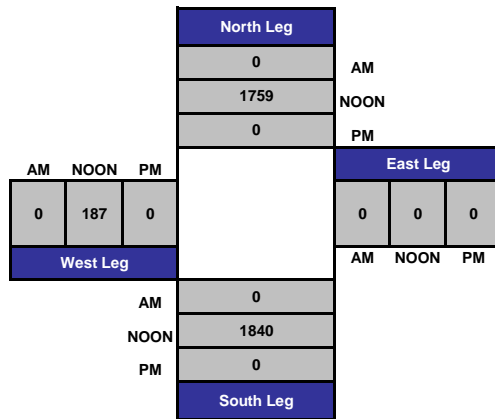 North Leg
0 AM
1759 NOON
0 PM
AM NOON PM
East Leg
0 187 0
0 0 0
West Leg
AM NOON PM
AM 0
NOON 1840
PM 0
South Leg